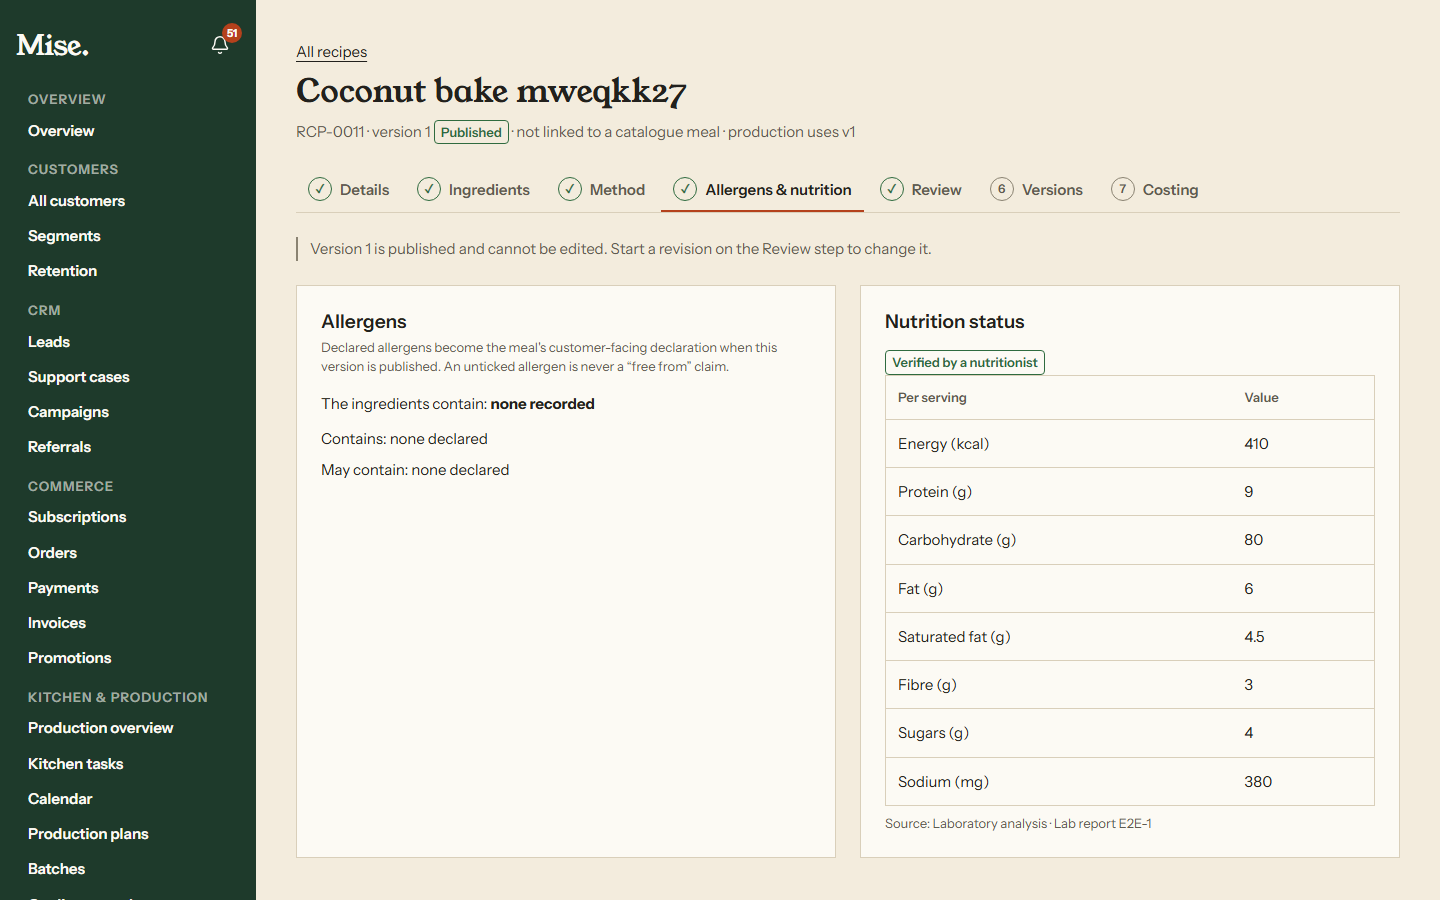 Mise.
51
OVERVIEW
Overview
CUSTOMERS
All customers
Segments
Retention
CRM
Leads
Support cases
Campaigns
Referrals
COMMERCE
Subscriptions
Orders
Payments
Invoices
Promotions
KITCHEN & PRODUCTION
Production overview
Kitchen tasks
Calendar
Production plans
Batches
All recipes
Coconut bake mweqkk27
RCP-0011 · version 1 Published · not linked to a catalogue meal · production uses v1
✓ Details ✓ Ingredients ✓ Method ✓ Allergens & nutrition ✓ Review 6 Versions 7 Costing
Version 1 is published and cannot be edited. Start a revision on the Review step to change it.
Allergens
Declared allergens become the meal's customer-facing declaration when this
version is published. An unticked allergen is never a “free from” claim.
The ingredients contain: none recorded
Contains: none declared
May contain: none declared
Nutrition status
Verified by a nutritionist
Per serving Value
Energy (kcal) 410
Protein (g) 9
Carbohydrate (g) 80
Fat (g) 6
Saturated fat (g) 4.5
Fibre (g) 3
Sugars (g) 4
Sodium (mg) 380
Source: Laboratory analysis · Lab report E2E-1